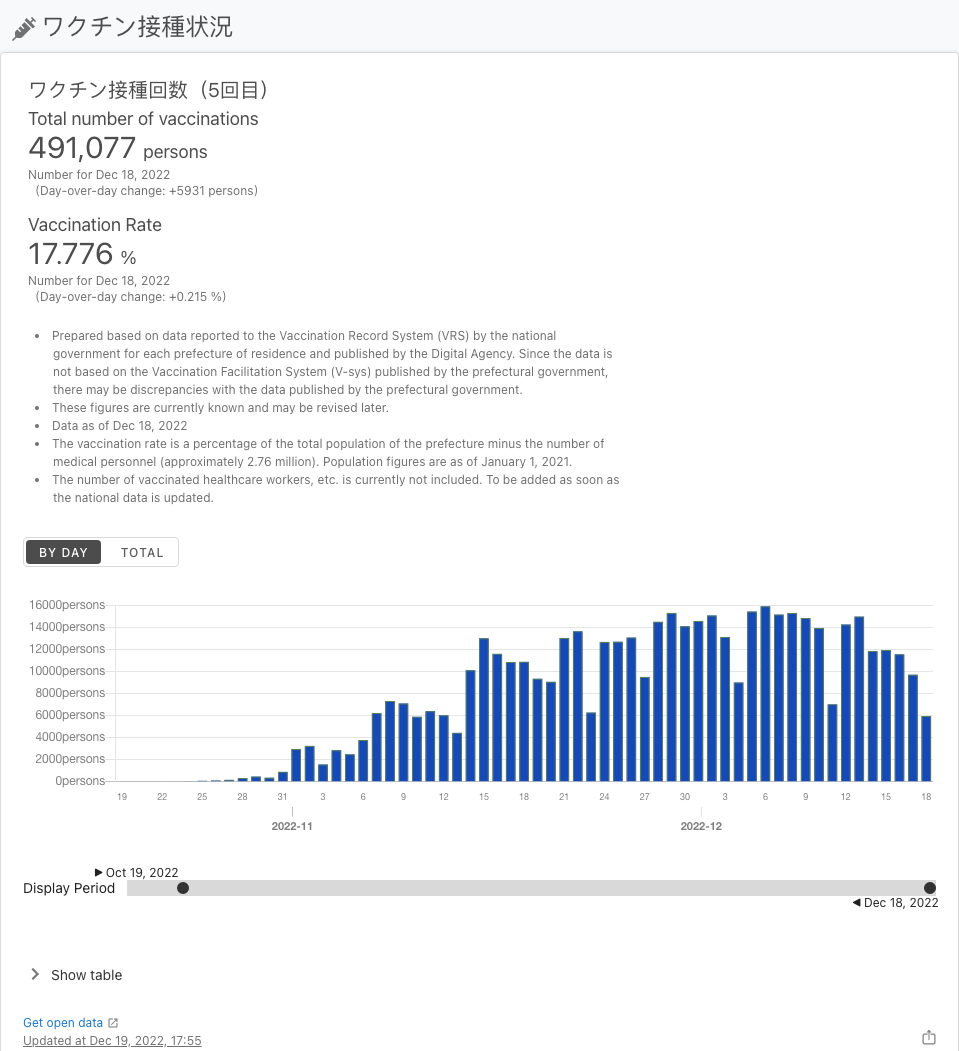 ワクチン接種状況
ワクチン接種回数（5回目）
Total number of vaccinations
491,077 persons
Number for Dec 18, 2022
（Day-over-day change: +5931 persons）
Vaccination Rate
17.776 %
Number for Dec 18, 2022
（Day-over-day change: +0.215 %）
• Prepared based on data reported to the Vaccination Record System (VRS) by the national
government for each prefecture of residence and published by the Digital Agency. Since the data is
not based on the Vaccination Facilitation System (V-sys) published by the prefectural government,
there may be discrepancies with the data published by the prefectural government.
• These figures are currently known and may be revised later.
• Data as of Dec 18, 2022
• The vaccination rate is a percentage of the total population of the prefecture minus the number of
medical personnel (approximately 2.76 million). Population figures are as of January 1, 2021.
• The number of vaccinated healthcare workers, etc. is currently not included. To be added as soon as
the national data is updated.
BY DAY TOTAL
16000persons
14000persons
12000persons
10000persons
8000persons
6000persons
4000persons
2000persons
0persons
19 22 25 28 31 3 6 9 12 15 18 21 24 27 30 3 6 9 12 15 18
2022-11 2022-12
Oct 19, 2022
Display Period
Dec 18, 2022
Show table
Get open data
Updated at Dec 19, 2022, 17:55